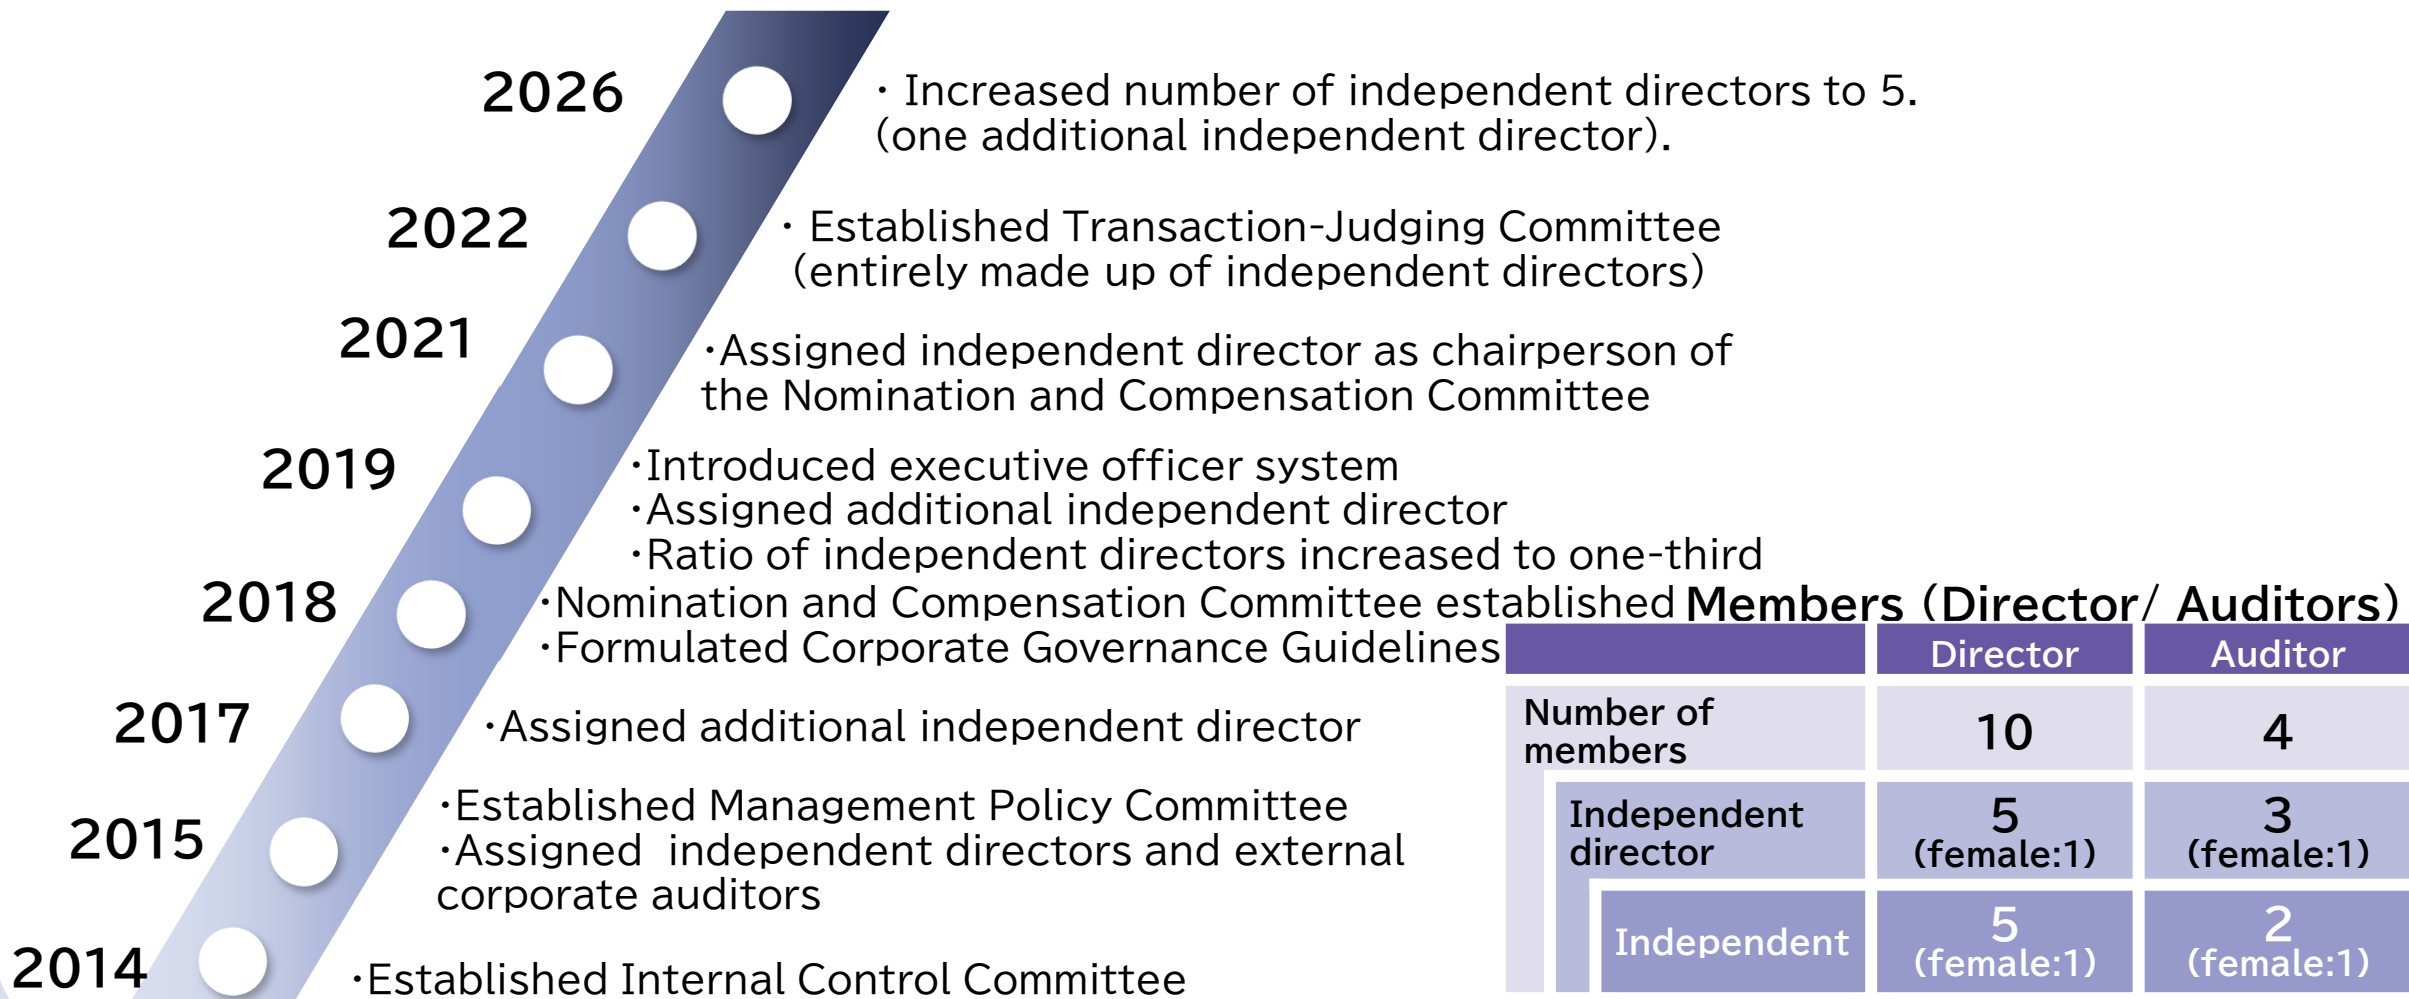 2026
· Increased number of independent directors to 5.
(one additional independent director).
2022
· Established Transaction-Judging Committee
(entirely made up of independent directors)
2021
·Assigned independent director as chairperson of
the Nomination and Compensation Committee
2019
·Introduced executive officer system
·Assigned additional independent director
·Ratio of independent directors increased to one-third
2018
·Nomination and Compensation Committee established
·Formulated Corporate Governance Guidelines
2017
·Assigned additional independent director
2015
·Established Management Policy Committee
·Assigned independent directors and external
corporate auditors
2014
·Established Internal Control Committee
Members (Director/ Auditors)
Director Auditor
Number of
members
10 4
Independent
director
5 3
(female:1) (female:1)
Independent
5 2
(female:1) (female:1)